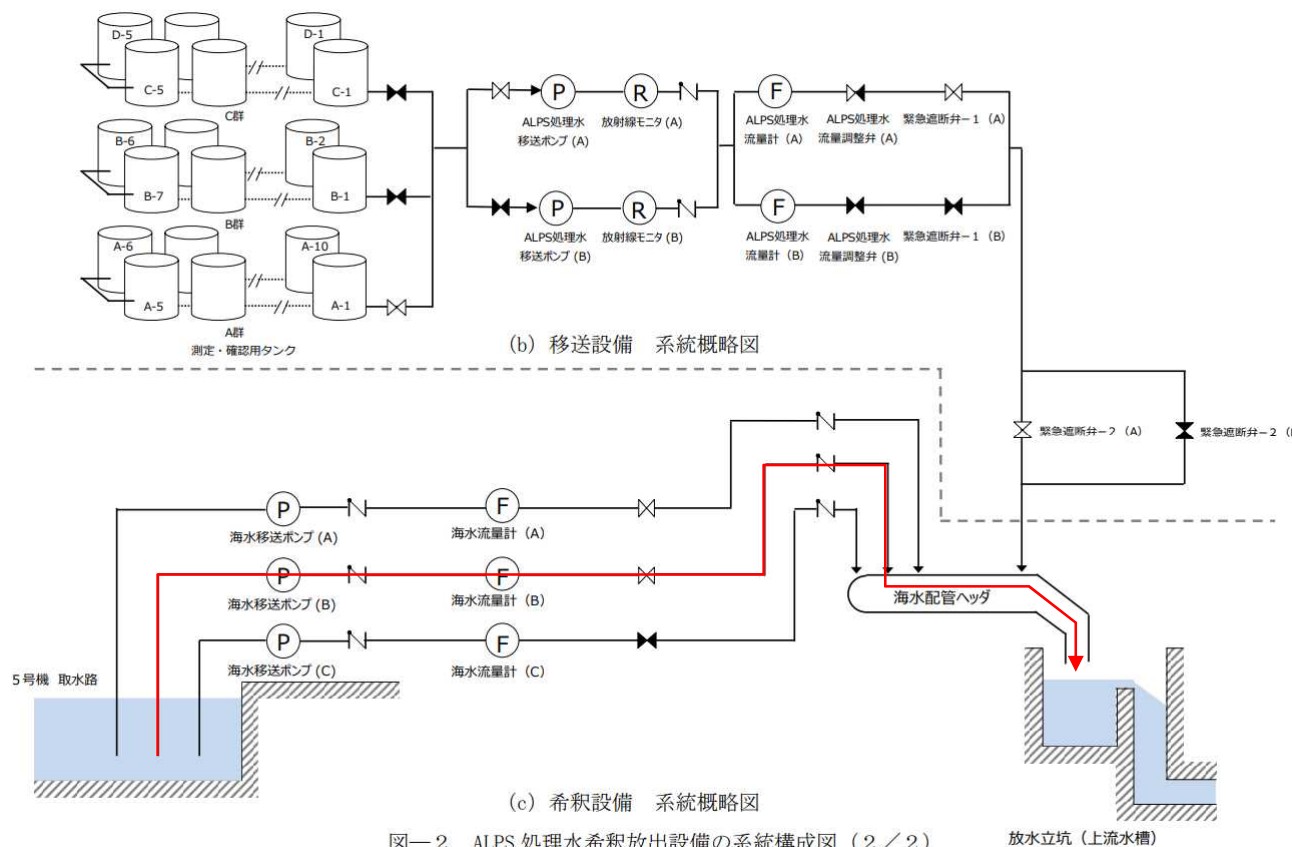 D-5
D-1
C-5
C-1
C群
B-6
B-2
B-7
B-1
B群
A-6
A-10
A-5
A-1
A群
測定・確認用タンク
P
R
F
ALPS処理水
移送ポンプ (A)
放射線モニタ (A)
ALPS処理水
流量計（A）
ALPS処理水
流量調整弁 (A)
緊急遮断弁－1（A）
P
R
F
ALPS処理水
移送ポンプ (B)
放射線モニタ (B)
ALPS処理水
流量計（B）
ALPS処理水
流量調整弁 (B)
緊急遮断弁－1（B）
(b) 移送設備　系統概略図
緊急遮断弁－２（A）
緊急遮断弁－２（
P
F
海水移送ポンプ (A)
海水流量計（A）
P
F
海水移送ポンプ (B)
海水流量計（B）
海水配管ヘッダ
P
F
海水移送ポンプ (C)
海水流量計（C）
５号機 取水路
(c) 希釈設備　系統概略図
図－２　ALPS 処理水希釈放出設備の系統構成図（２／２）
放水立坑（上流水槽）